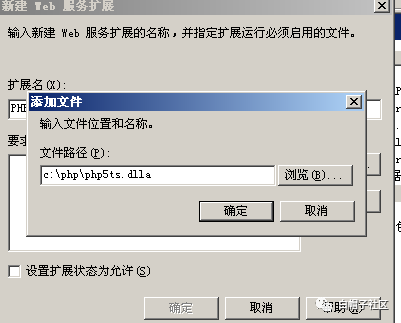 新建 Web 服务扩展
输入新建 Web 服务扩展的名称，并指定扩展运行必须启用的文件。
扩展名(X):
PHP
添加文件
输入文件位置和名称。
文件路径(P):
c:\php\php5ts.dlla
浏览(B)...
确定
取消
要求
设置扩展状态为允许(S)
确定
取消
帮助(H)